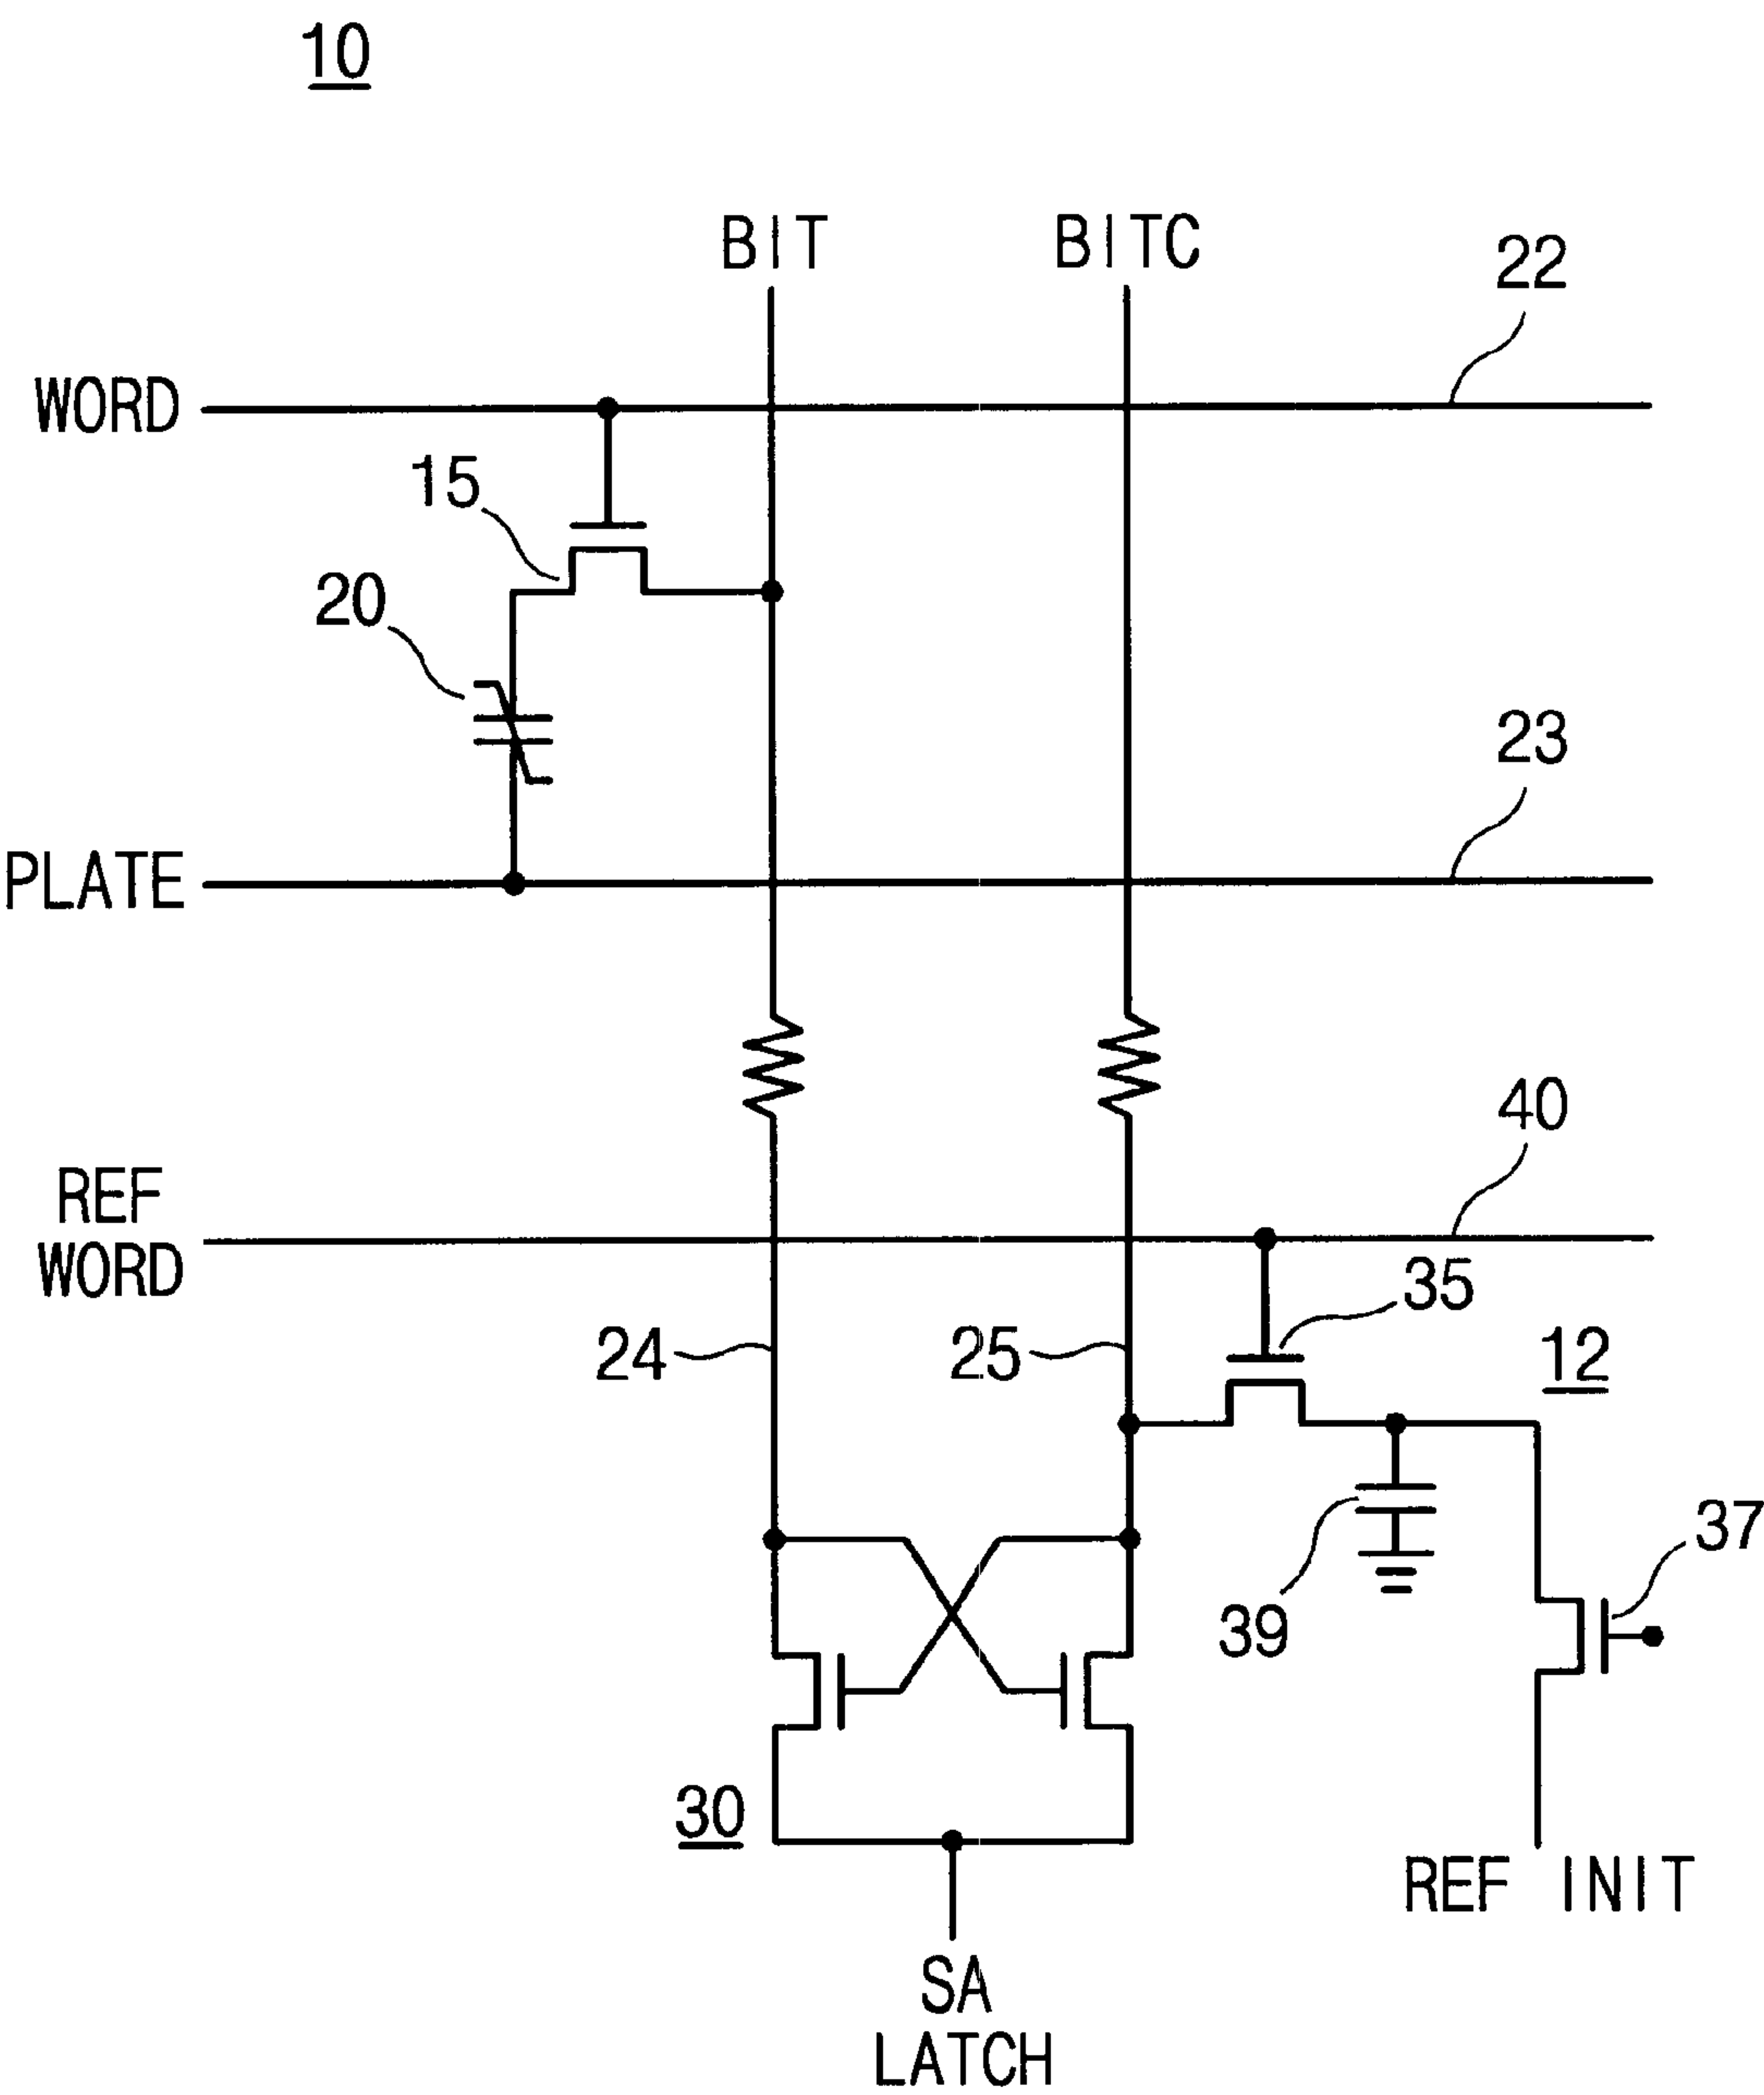 10
BIT
BITC
22
WORD
15
20
23
PLATE
40
REF
WORD
35
24
25
12
37
39
30
REF INIT
SA
LATCH